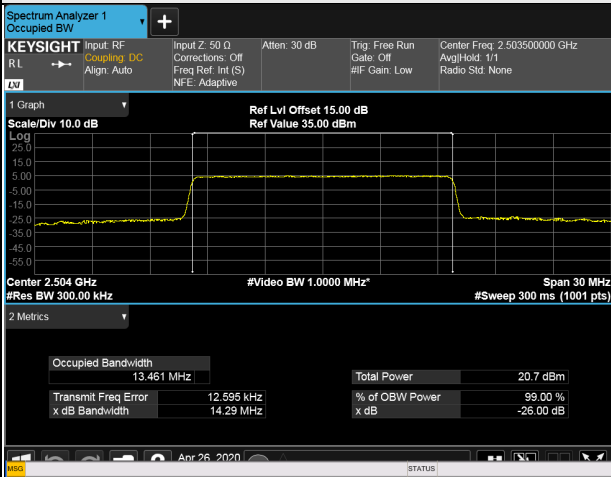 Spectrum Analyzer 1
Occupied BW
KEYSIGHT Input: RF Input Z: 50 Ω Atten: 30 dB Trig: Free Run Center Freq: 2.503500000 GHz
RL Coupling: DC Corrections: Off Gate: Off Avg|Hold: 1/1
Align: Auto Freq Ref: Int (S) #IF Gain: Low Radio Std: None
NFE: Adaptive
LXI
1 Graph
Ref Lvl Offset 15.00 dB
Scale/Div 10.0 dB Ref Value 35.00 dBm
Log
25.0
15.0
5.00
-5.00
-15.0
-25.0
-35.0
-45.0
-55.0
Center 2.504 GHz #Video BW 1.0000 MHz* Span 30 MHz
#Res BW 300.00 kHz #Sweep 300 ms (1001 pts)
2 Metrics
Occupied Bandwidth
13.461 MHz Total Power 20.7 dBm
Transmit Freq Error 12.595 kHz % of OBW Power 99.00 %
x dB Bandwidth 14.29 MHz x dB -26.00 dB
Apr 26, 2020
MSG STATUS